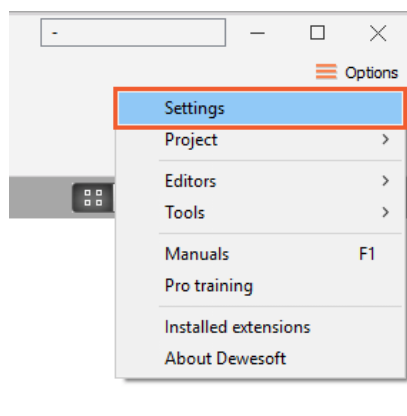 -
Options
Settings
Project
Editors
Tools
Manuals F1
Pro training
Installed extensions
About Dewesoft